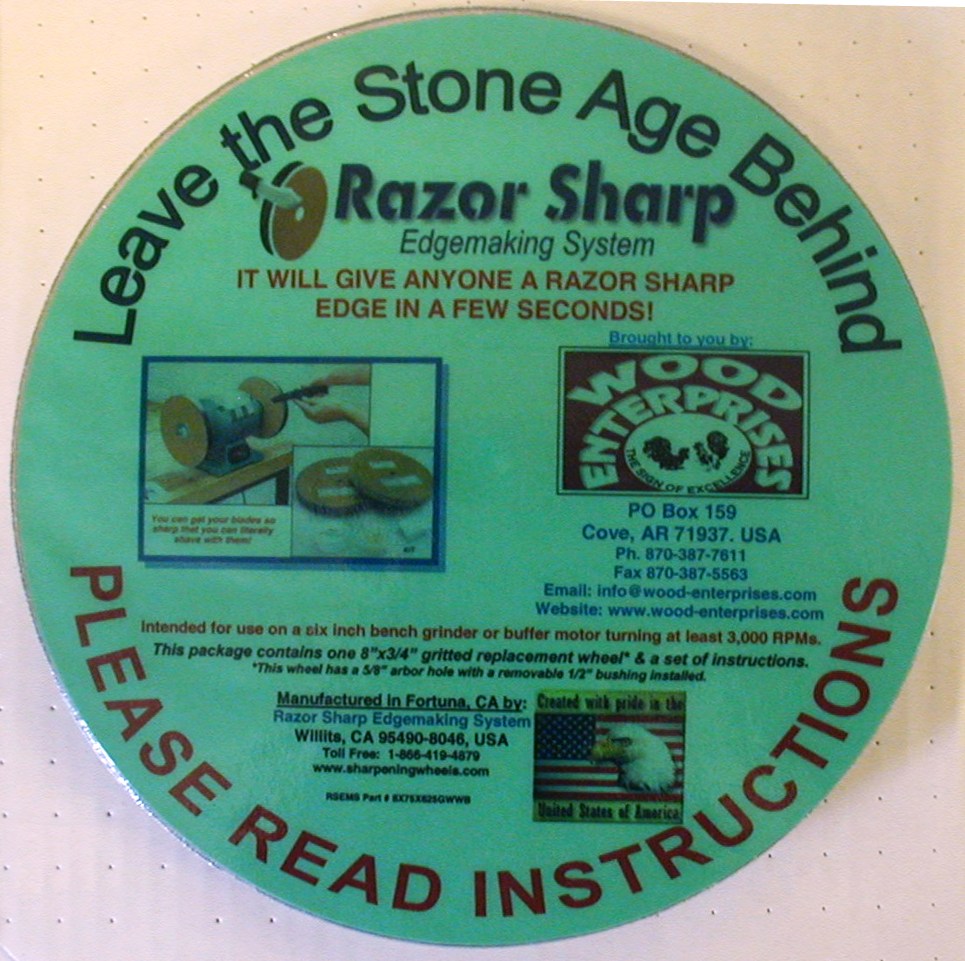 Leave the Stone Age Behind
Razor Sharp
Edgemaking System
IT WILL GIVE ANYONE A RAZOR SHARP
EDGE IN A FEW SECONDS!
Brought to you by:
WOOD
ENTERPRISES
THE SIGN OF EXCELLENCE
You can get your blades so
sharp that you can literally
shave with them!
KIT
PO Box 159
Cove, AR 71937. USA
Ph. 870-387-7611
Fax 870-387-5563
Email: info@wood-enterprises.com
Website: www.wood-enterprises.com
Intended for use on a six inch bench grinder or buffer motor turning at least 3,000 RPMs.
This package contains one 8"x3/4" gritted replacement wheel* & a set of instructions.
*This wheel has a 5/8" arbor hole with a removable 1/2" bushing installed.
Manufactured in Fortuna, CA by:
Razor Sharp Edgemaking System
Willits, CA 95490-8046, USA
Toll Free: 1-866-419-4879
www.sharpeningwheels.com
RSEMS Part # 8X75X625GWWB
Created with pride in the
United States of America
PLEASE READ INSTRUCTIONS